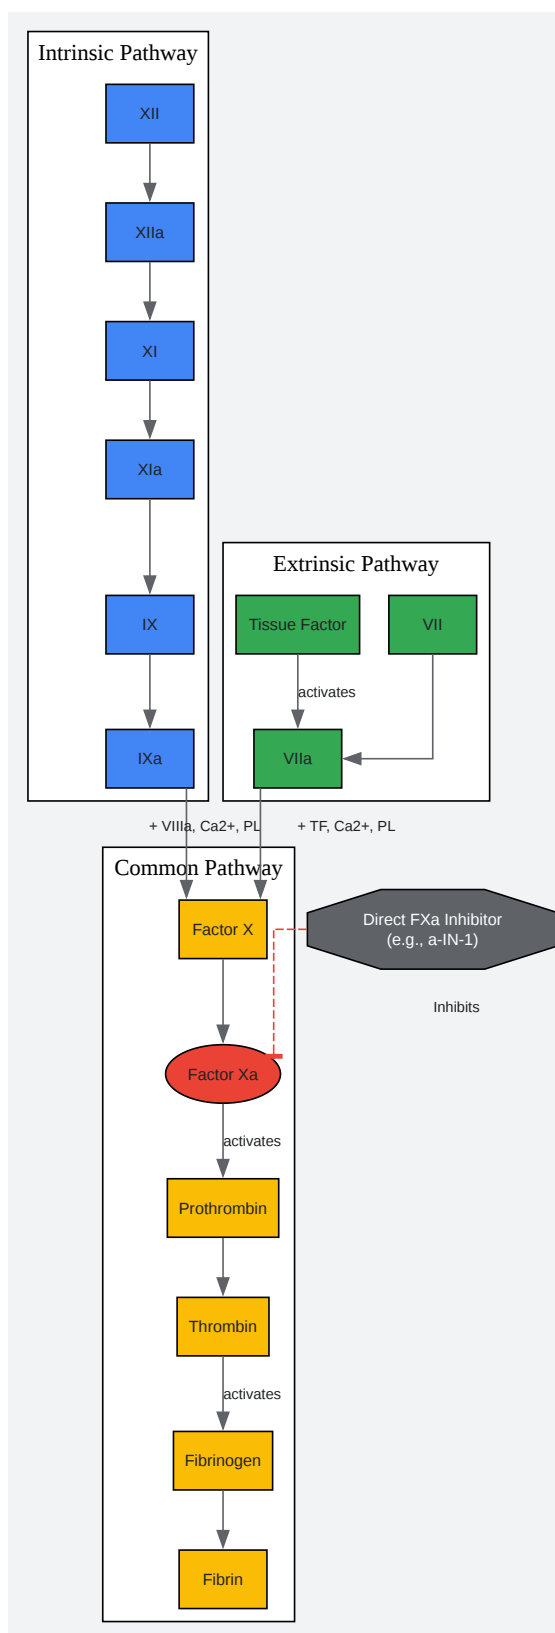 Intrinsic Pathway
XII
XIIa
XI
XIa
IX
IXa
Extrinsic Pathway
Tissue Factor
VII
activates
VIIa
+ VIIIa, Ca2+, PL
+ TF, Ca2+, PL
Common Pathway
Factor X
Direct FXa Inhibitor
(e.g., a-IN-1)
Inhibits
Factor Xa
activates
Prothrombin
Thrombin
activates
Fibrinogen
Fibrin